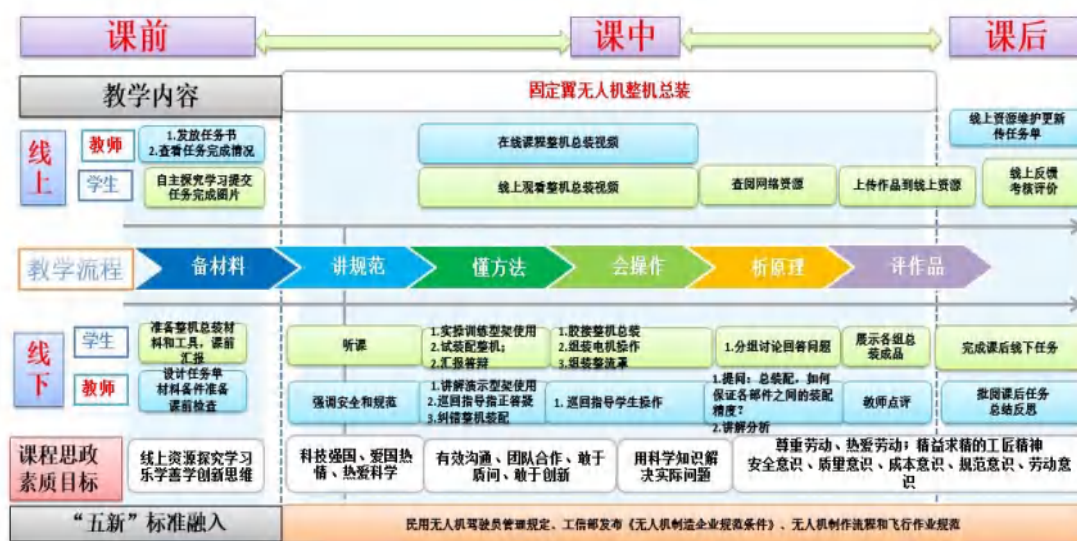 课前
课中
课后
教学内容
固定翼无人机整机总装
线上
教师
1.发放任务书
2.查看任务完成情况
在线课程整机总装视频
线上资源维护更新
传任务单
学生
自主探究学习提交
任务完成图片
线上观看整机总装视频
查阅网络资源
上传作品到线上资源
线上反馈
考核评价
教学流程
备材料
讲规范
懂方法
会操作
析原理
评作品
线下
学生
准备整机总装材
料和工具，课前
汇报
听课
1.实操训练型架使用
2.试装配整机；
2.汇报答辩
1.胶接整机总装
2.组装电机操作
3.组装整流罩
1.分组讨论回答问题
展示各组总
装成品
完成课后线下任务
教师
设计任务单
材料备件准备
课前检查
强调安全和规范
1.讲解演示型架使用
2.巡回指导指正答疑
3.纠错整机装配
1. 巡回指导学生操作
1.提问：总装配，如何
保证各部件之间的装配
精度？
2.讲解分析
教师点评
批阅课后任务
总结反思
课程思政
素质目标
线上资源探究学习
乐学善学创新思维
科技强国、爱国热
情、热爱科学
有效沟通、团队合作、敢于
质问、敢于创新
用科学知识解
决实际问题
尊重劳动、热爱劳动；精益求精的工匠精神
安全意识、质量意识、成本意识、规范意识、劳动意
识
“五新”标准融入
民用无人机驾驶员管理规定、工信部发布《无人机制造企业规范条件》、无人机制作流程和飞行作业规范